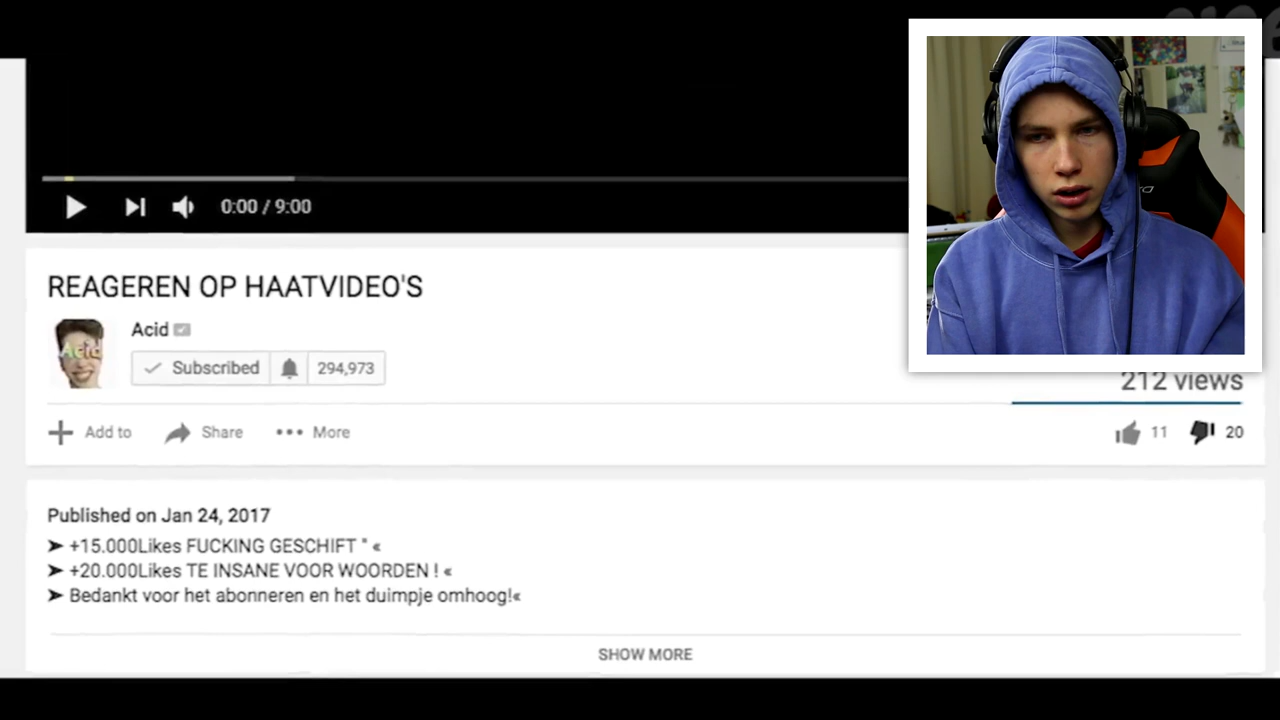 0:00 / 9:00
REAGEREN OP HAATVIDEO'S
Acid
Subscribed 294,973
212 views
Add to Share More
11 20
Published on Jan 24, 2017
➤ +15.000Likes FUCKING GESCHIFT " «
➤ +20.000Likes TE INSANE VOOR WOORDEN ! «
➤ Bedankt voor het abonneren en het duimpje omhoog!«
SHOW MORE